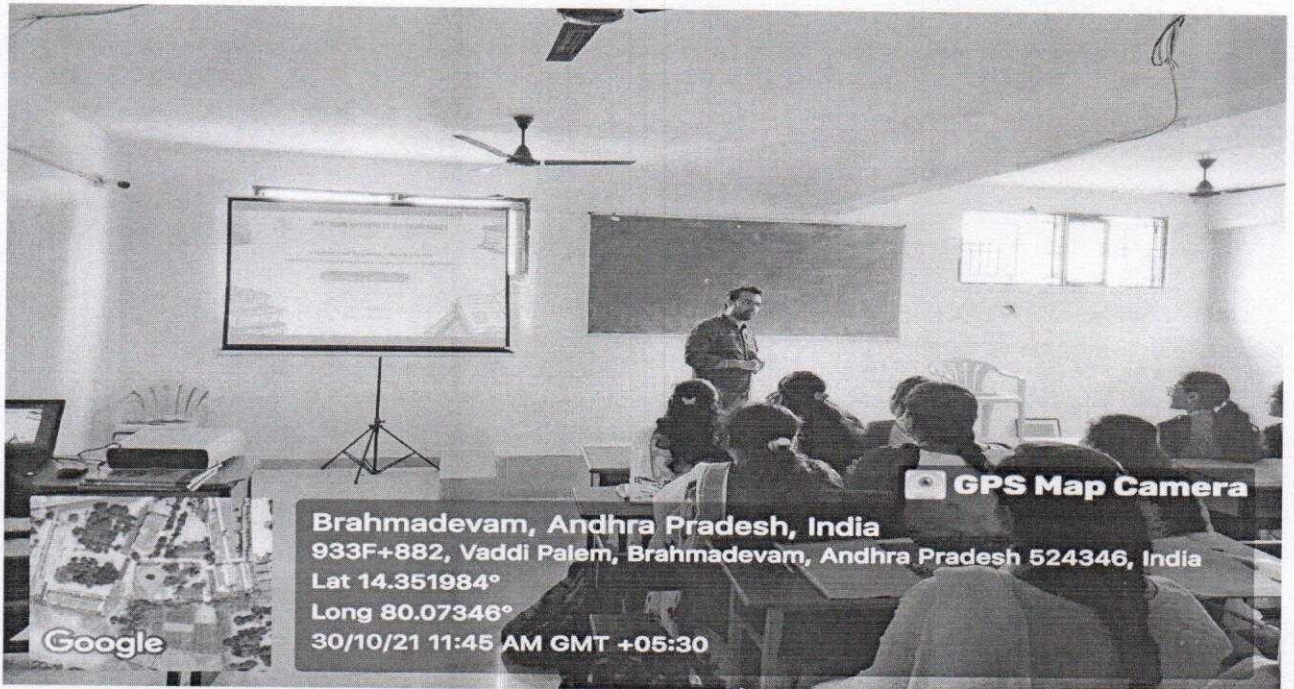 GPS Map Camera
Brahmadevam, Andhra Pradesh, India
933F+882, Vaddi Palem, Brahmadevam, Andhra Pradesh 524346, India
Lat 14.351984°
Long 80.07346°
30/10/21 11:45 AM GMT +05:30
Google